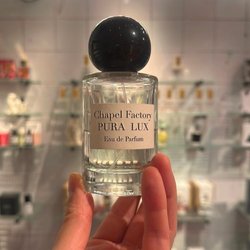 Chapel Factory
PURA LUX
Eau de Parfum